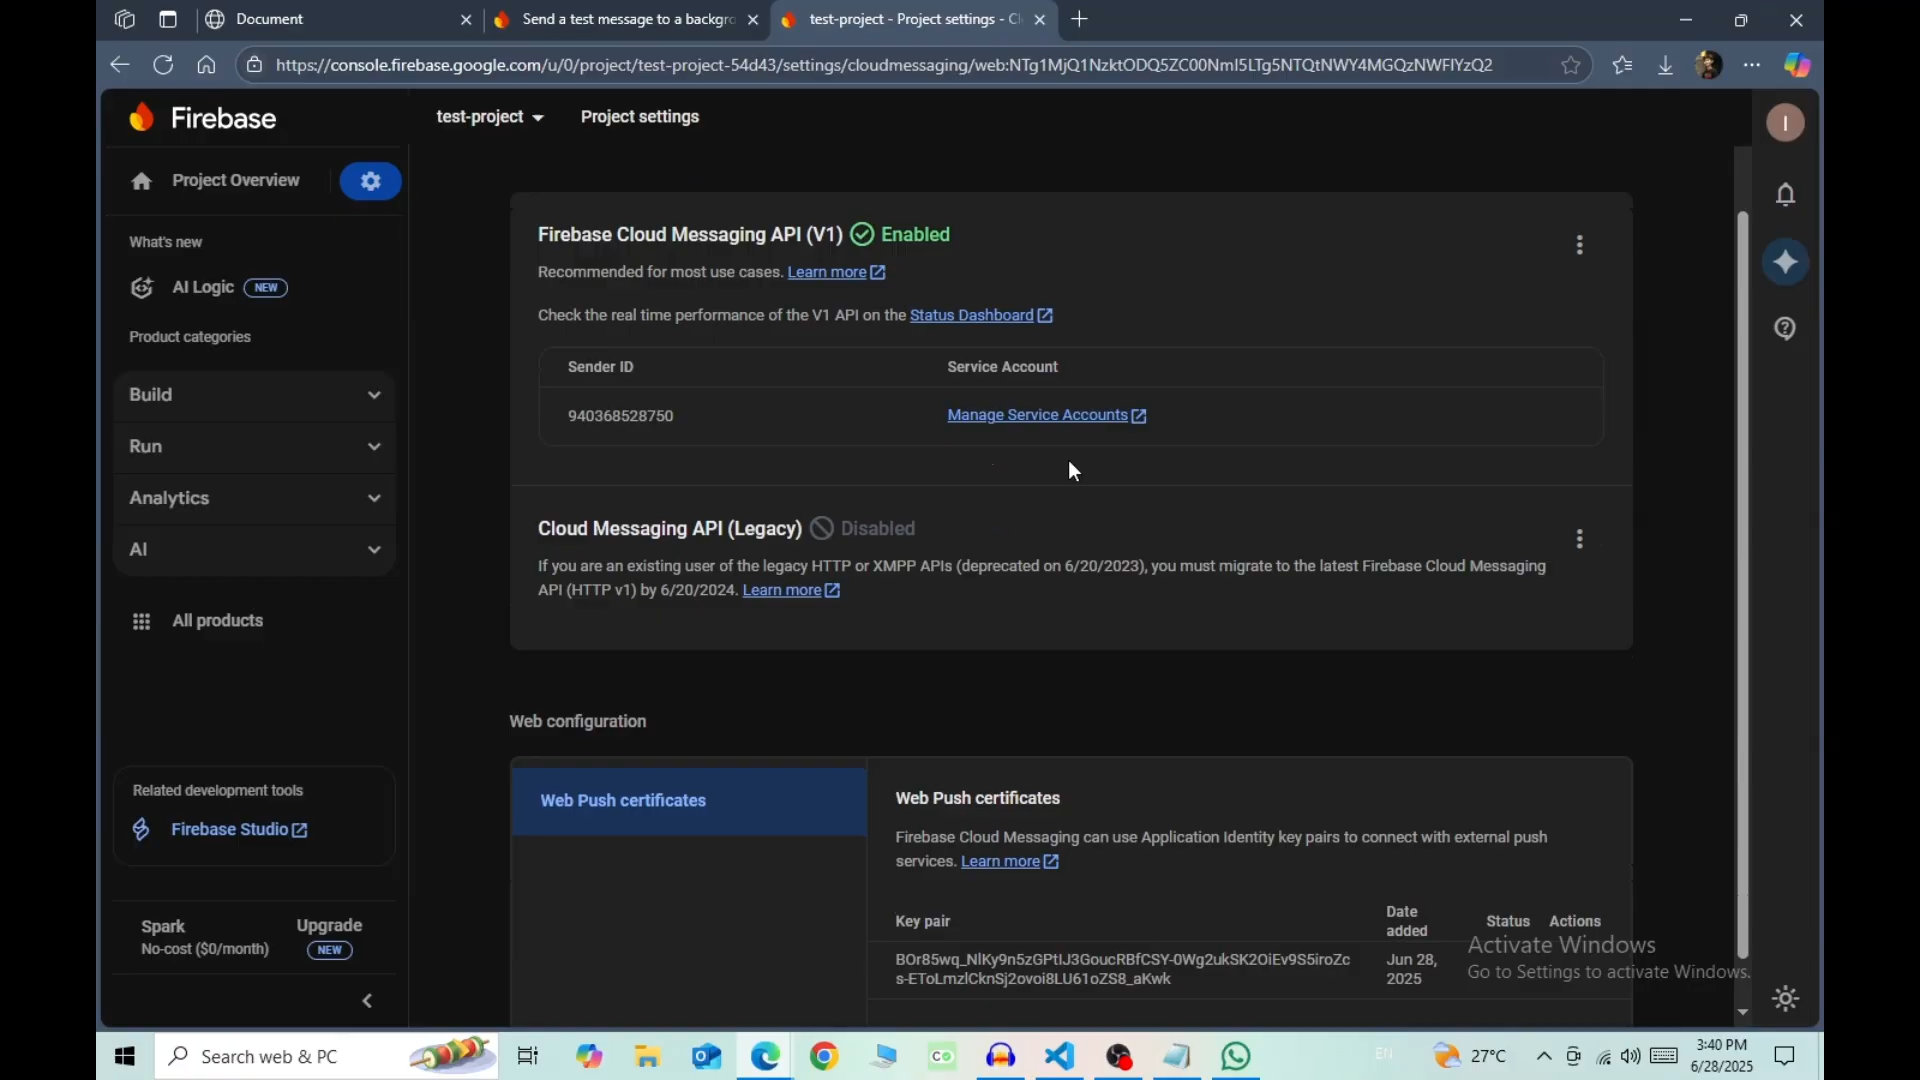 Document
Send a test message to a backgro
test-project - Project settings - Cl
https://console.firebase.google.com/u/0/project/test-project-54d43/settings/cloudmessaging/web:NTg1MjQ1NzktODQ5ZC00NmI5LTg5NTQtNWY4MGQzNWFlYzQ2
Firebase
test-project
Project settings
I
Project Overview
What's new
AI Logic NEW
Product categories
Build
Run
Analytics
AI
All products
Related development tools
Firebase Studio
Spark
No-cost ($0/month)
Upgrade
NEW
Firebase Cloud Messaging API (V1) Enabled
Recommended for most use cases. Learn more
Check the real time performance of the V1 API on the Status Dashboard
Sender ID
Service Account
940368528750
Manage Service Accounts
Cloud Messaging API (Legacy) Disabled
If you are an existing user of the legacy HTTP or XMPP APIs (deprecated on 6/20/2023), you must migrate to the latest Firebase Cloud Messaging
API (HTTP v1) by 6/20/2024. Learn more
Web configuration
Web Push certificates
Web Push certificates
Firebase Cloud Messaging can use Application Identity key pairs to connect with external push
services. Learn more
Key pair
Date
added
Status
Actions
BOr85wq_NlKy9n5zGPtlJ3GoucRBfCSY-0Wg2ukSK2OiEv9S5iroZc
s-EToLmzlCknSj2ovoi8LU61oZS8_aKwk
Jun 28,
2025
Activate Windows
Go to Settings to activate Windows.
Search web & PC
EN
27°C
3:40 PM
6/28/2025